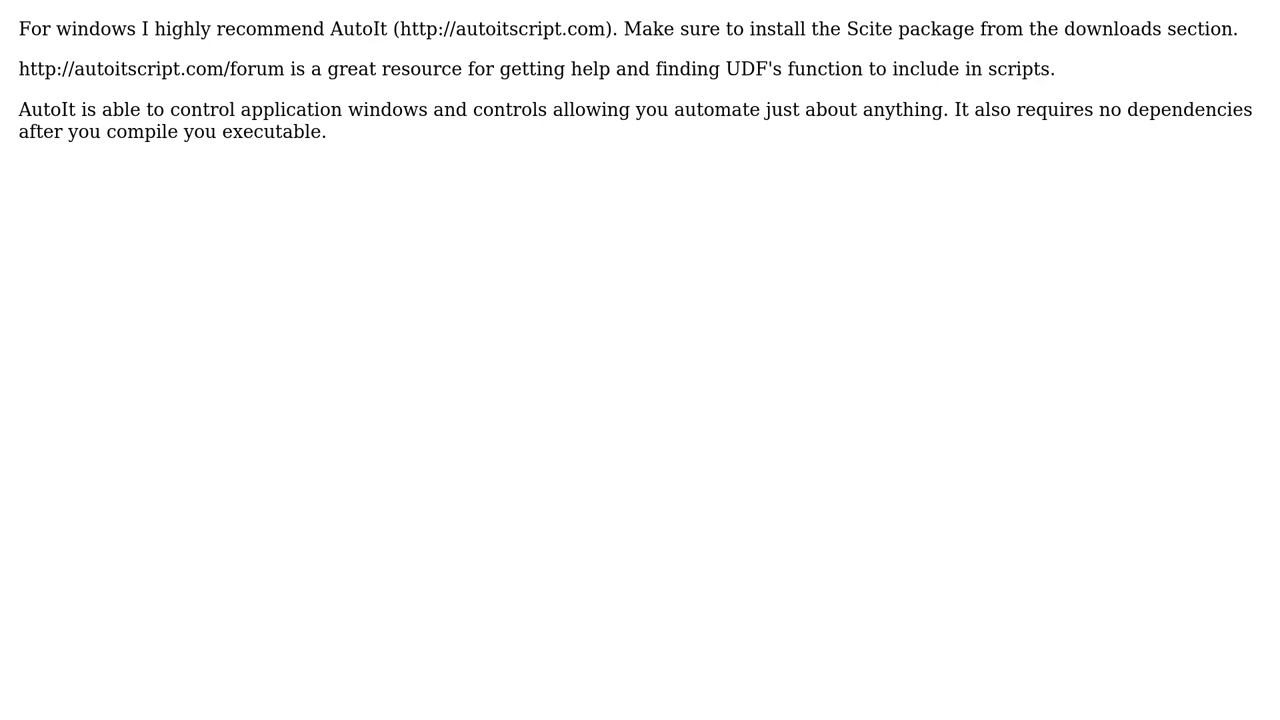 For windows I highly recommend AutoIt (http://autoitscript.com). Make sure to install the Scite package from the downloads section.
http://autoitscript.com/forum is a great resource for getting help and finding UDF's function to include in scripts.
AutoIt is able to control application windows and controls allowing you automate just about anything. It also requires no dependencies
after you compile you executable.